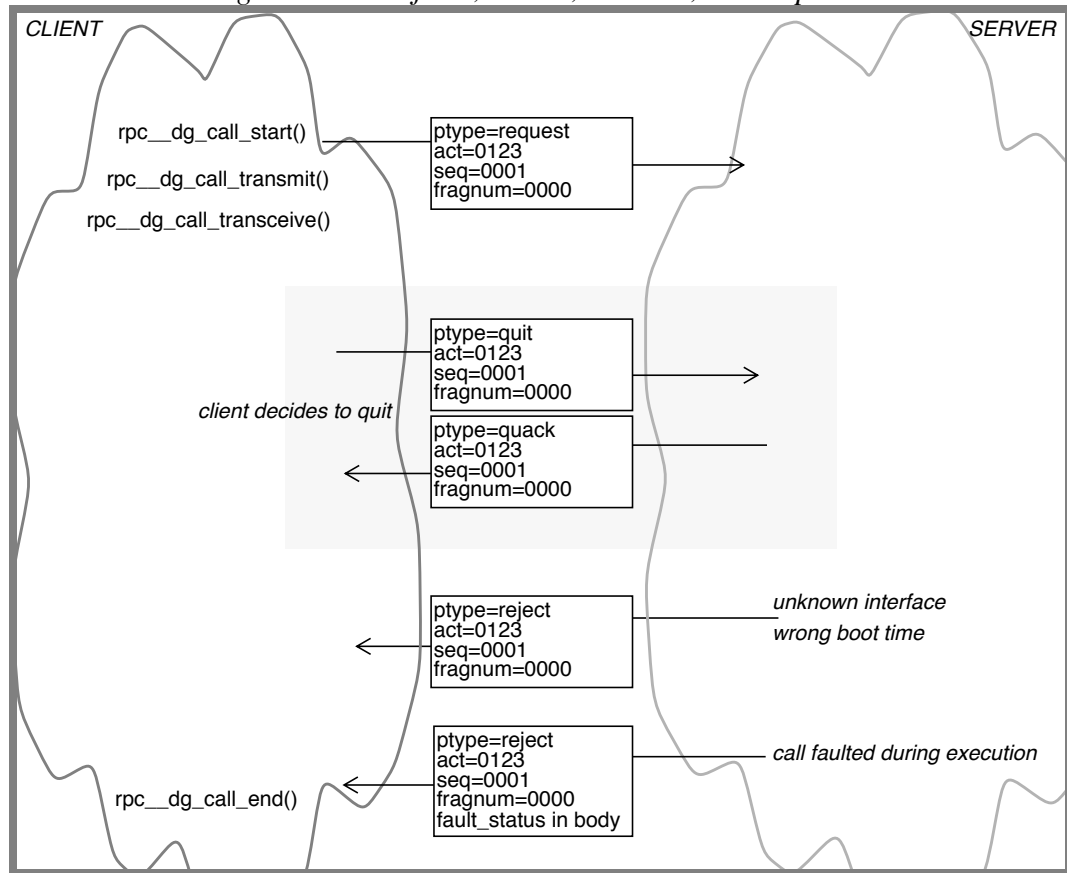 CLIENT
SERVER
rpc__dg_call_start()
ptype=request
act=0123
seq=0001
fragnum=0000
rpc__dg_call_transmit()
rpc__dg_call_transceive()
ptype=quit
act=0123
seq=0001
fragnum=0000
client decides to quit
ptype=quack
act=0123
seq=0001
fragnum=0000
ptype=reject
act=0123
seq=0001
fragnum=0000
unknown interface
wrong boot time
ptype=reject
act=0123
seq=0001
fragnum=0000
fault_status in body
call faulted during execution
rpc__dg_call_end()